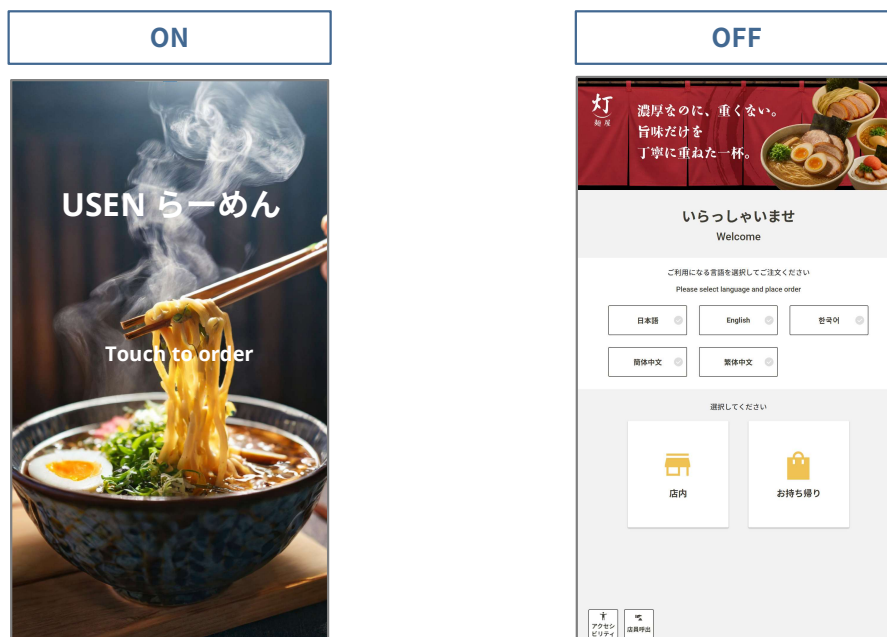 ON
USEN らーめん
Touch to order
OFF
灯
麺屋
濃厚なのに、重くない。
旨味だけを
丁寧に重ねた一杯。
いらっしゃいませ
Welcome
ご利用になる言語を選択してご注文ください
Please select language and place order
日本語
English
한국어
简体中文
繁体中文
選択してください
店内
お持ち帰り
アクセシ
ビリティ
店員呼出